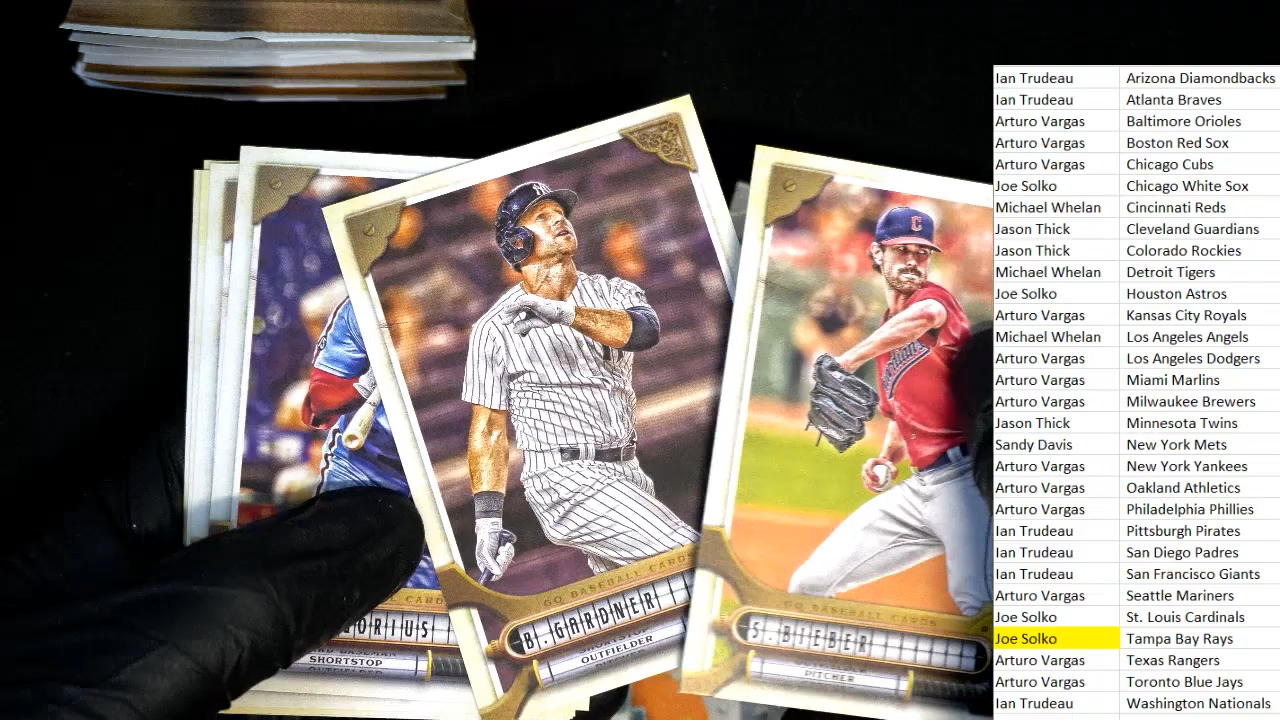 Ian Trudeau Arizona Diamondbacks
Ian Trudeau Atlanta Braves
Arturo Vargas Baltimore Orioles
Arturo Vargas Boston Red Sox
Arturo Vargas Chicago Cubs
Joe Solko Chicago White Sox
Michael Whelan Cincinnati Reds
Jason Thick Cleveland Guardians
Jason Thick Colorado Rockies
Michael Whelan Detroit Tigers
Joe Solko Houston Astros
Arturo Vargas Kansas City Royals
Michael Whelan Los Angeles Angels
Arturo Vargas Los Angeles Dodgers
Arturo Vargas Miami Marlins
Arturo Vargas Milwaukee Brewers
Jason Thick Minnesota Twins
Sandy Davis New York Mets
Arturo Vargas New York Yankees
Arturo Vargas Oakland Athletics
Arturo Vargas Philadelphia Phillies
Ian Trudeau Pittsburgh Pirates
Ian Trudeau San Diego Padres
Ian Trudeau San Francisco Giants
Arturo Vargas Seattle Mariners
Joe Solko St. Louis Cardinals
Joe Solko Tampa Bay Rays
Arturo Vargas Texas Rangers
Arturo Vargas Toronto Blue Jays
Ian Trudeau Washington Nationals
ORIUS
SHORTSTOP
GQ BASEBALL CARDS
B. GARDNER
OUTFIELDER
GQ BASEBALL CARDS
S. BIEBER
PITCHER
C